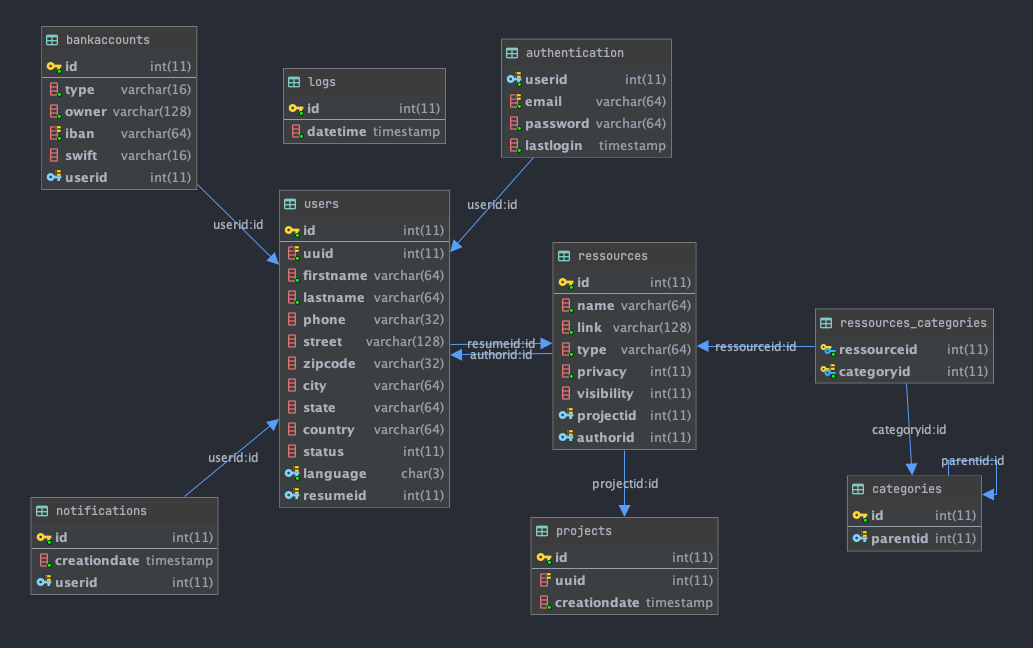 bankaccounts
id int(11)
type varchar(16)
owner varchar(128)
iban varchar(64)
swift varchar(16)
userid int(11)
logs
id int(11)
datetime timestamp
authentication
userid int(11)
email varchar(64)
password varchar(64)
lastlogin timestamp
userid:id
userid:id
users
id int(11)
uuid int(11)
firstname varchar(64)
lastname varchar(64)
phone varchar(32)
street varchar(128)
zipcode varchar(32)
city varchar(64)
state varchar(64)
country varchar(64)
status int(11)
language char(3)
resumeid int(11)
resumeid:id
authorid:id
ressources
id int(11)
name varchar(64)
link varchar(128)
type varchar(64)
privacy int(11)
visibility int(11)
projectid int(11)
authorid int(11)
ressourceid:id
ressources_categories
ressourceid int(11)
categoryid int(11)
categoryid:id
parentid:id
categories
id int(11)
parentid int(11)
userid:id
notifications
id int(11)
creationdate timestamp
userid int(11)
projectid:id
projects
id int(11)
uuid int(11)
creationdate timestamp